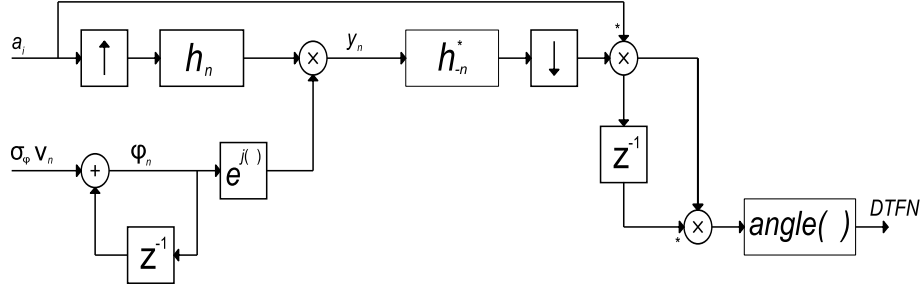 a_i
↑
h_n
×
y_n
h*_{-n}
↓
*
×
σ_φ v_n
+
φ_n
e^{j( )}
z^{-1}
z^{-1}
*
×
angle( )
DTFN